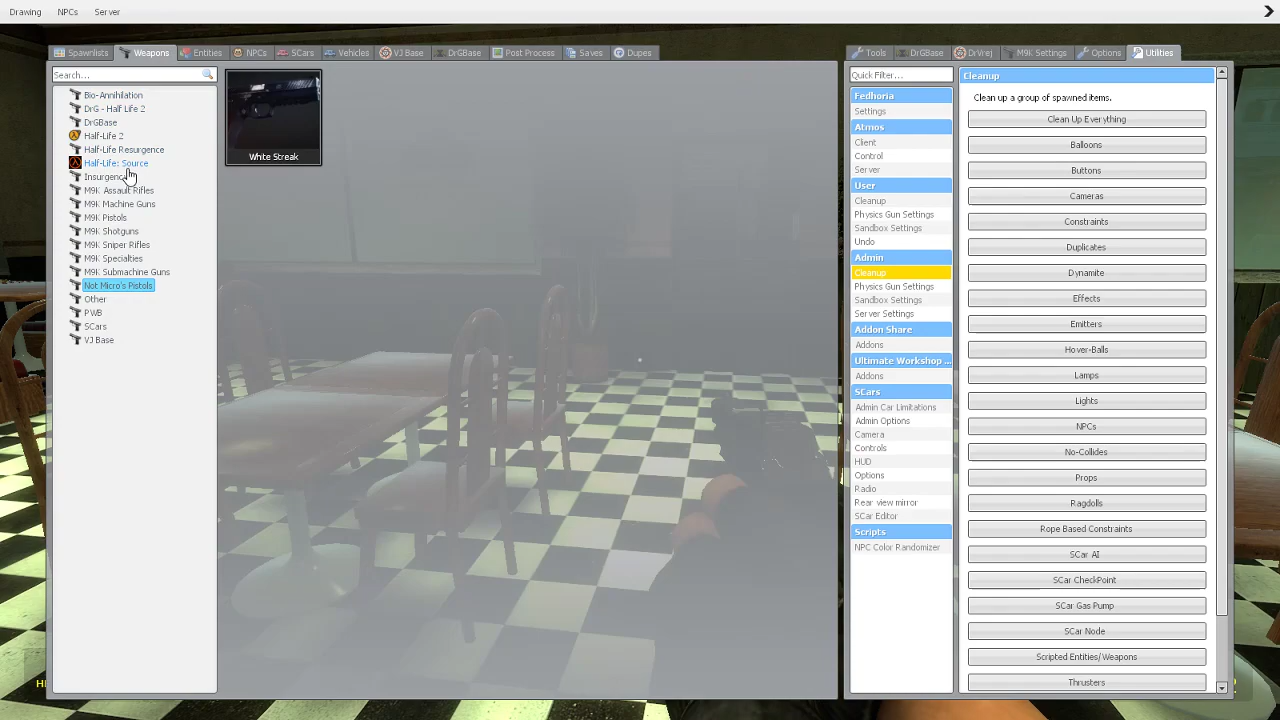 Drawing NPCs Server
Spawnlists Weapons Entities NPCs SCars Vehicles VJ Base DrGBase Post Process Saves Dupes
Search...
Bio-Annihilation
DrG - Half Life 2
DrGBase
Half-Life 2
Half-Life Resurgence
Half-Life: Source
M9K Assault Rifles
M9K Machine Guns
M9K Pistols
M9K Shotguns
M9K Sniper Rifles
M9K Specialties
M9K Submachine Guns
Not Micro's Pistols
Other
PWB
SCars
VJ Base
White Streak
Tools DrGBase DrVrej M9K Settings Options Utilities
Quick Filter...
Fedhoria
Settings
Atmos
Client
Control
Server
User
Cleanup
Physics Gun Settings
Sandbox Settings
Undo
Admin
Cleanup
Physics Gun Settings
Sandbox Settings
Server Settings
Addon Share
Addons
Ultimate Workshop ...
Addons
SCars
Admin Car Limitations
Admin Options
Camera
Controls
HUD
Options
Radio
Rear view mirror
SCar Editor
Scripts
NPC Color Randomizer
Cleanup
Clean up a group of spawned items.
Clean Up Everything
Balloons
Buttons
Cameras
Constraints
Duplicates
Dynamite
Effects
Emitters
Hover-Balls
Lamps
Lights
NPCs
No-Collides
Props
Ragdolls
Rope Based Constraints
SCar AI
SCar CheckPoint
SCar Gas Pump
SCar Node
Scripted Entities/Weapons
Thrusters